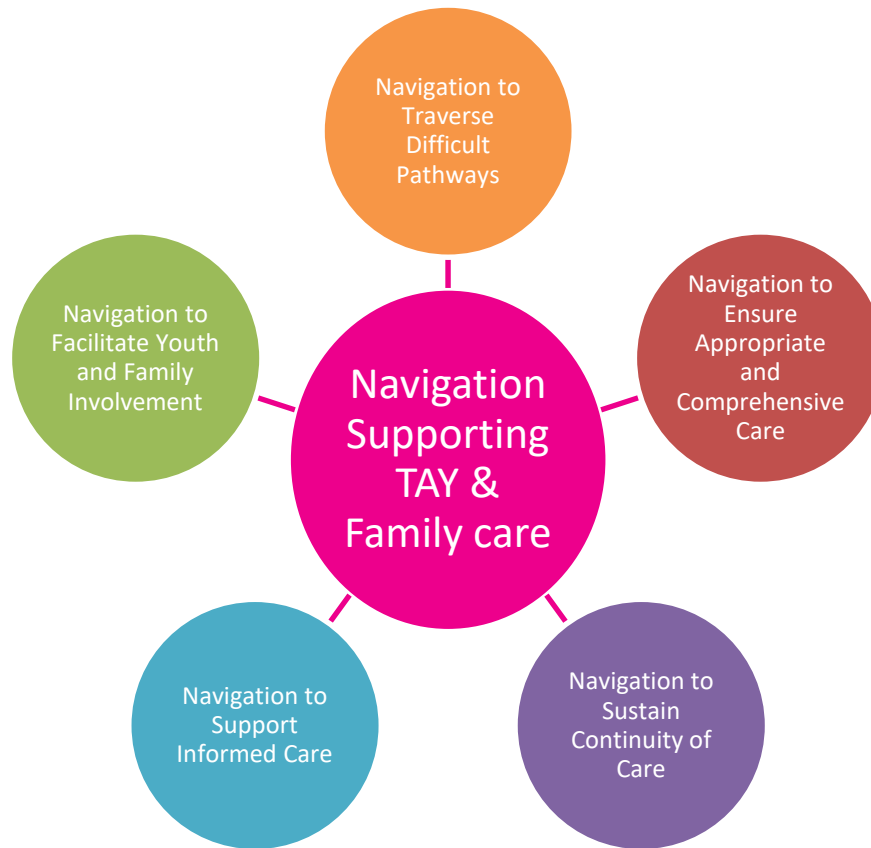 Navigation to
Traverse
Difficult
Pathways
Navigation to
Ensure
Appropriate
and
Comprehensive
Care
Navigation to
Sustain
Continuity of
Care
Navigation to
Support
Informed Care
Navigation to
Facilitate Youth
and Family
Involvement
Navigation
Supporting
TAY &
Family care